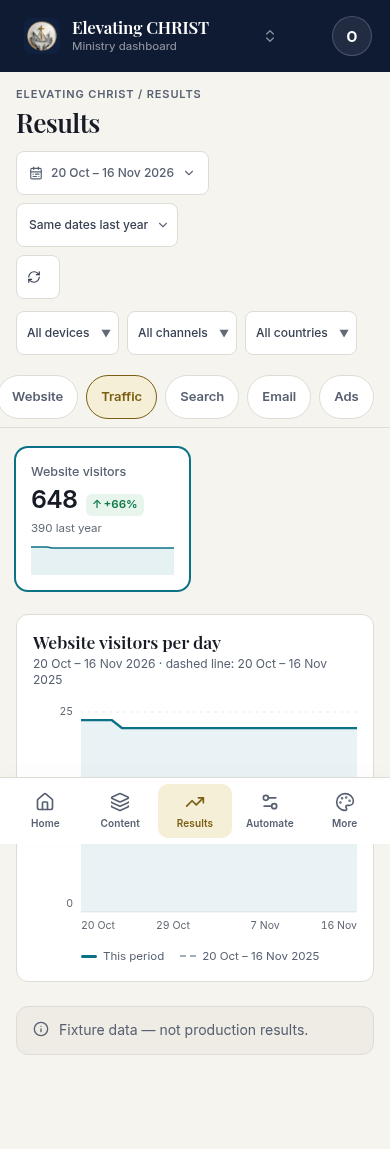 Elevating CHRIST
Ministry dashboard
O
ELEVATING CHRIST / RESULTS
Results
20 Oct – 16 Nov 2026
Same dates last year
All devices
All channels
All countries
Website
Traffic
Search
Email
Ads
Website visitors
648
↑ +66%
390 last year
Website visitors per day
20 Oct – 16 Nov 2026 · dashed line: 20 Oct – 16 Nov
2025
25
Home
Content
Results
Automate
More
0
20 Oct
29 Oct
7 Nov
16 Nov
This period
20 Oct – 16 Nov 2025
Fixture data — not production results.